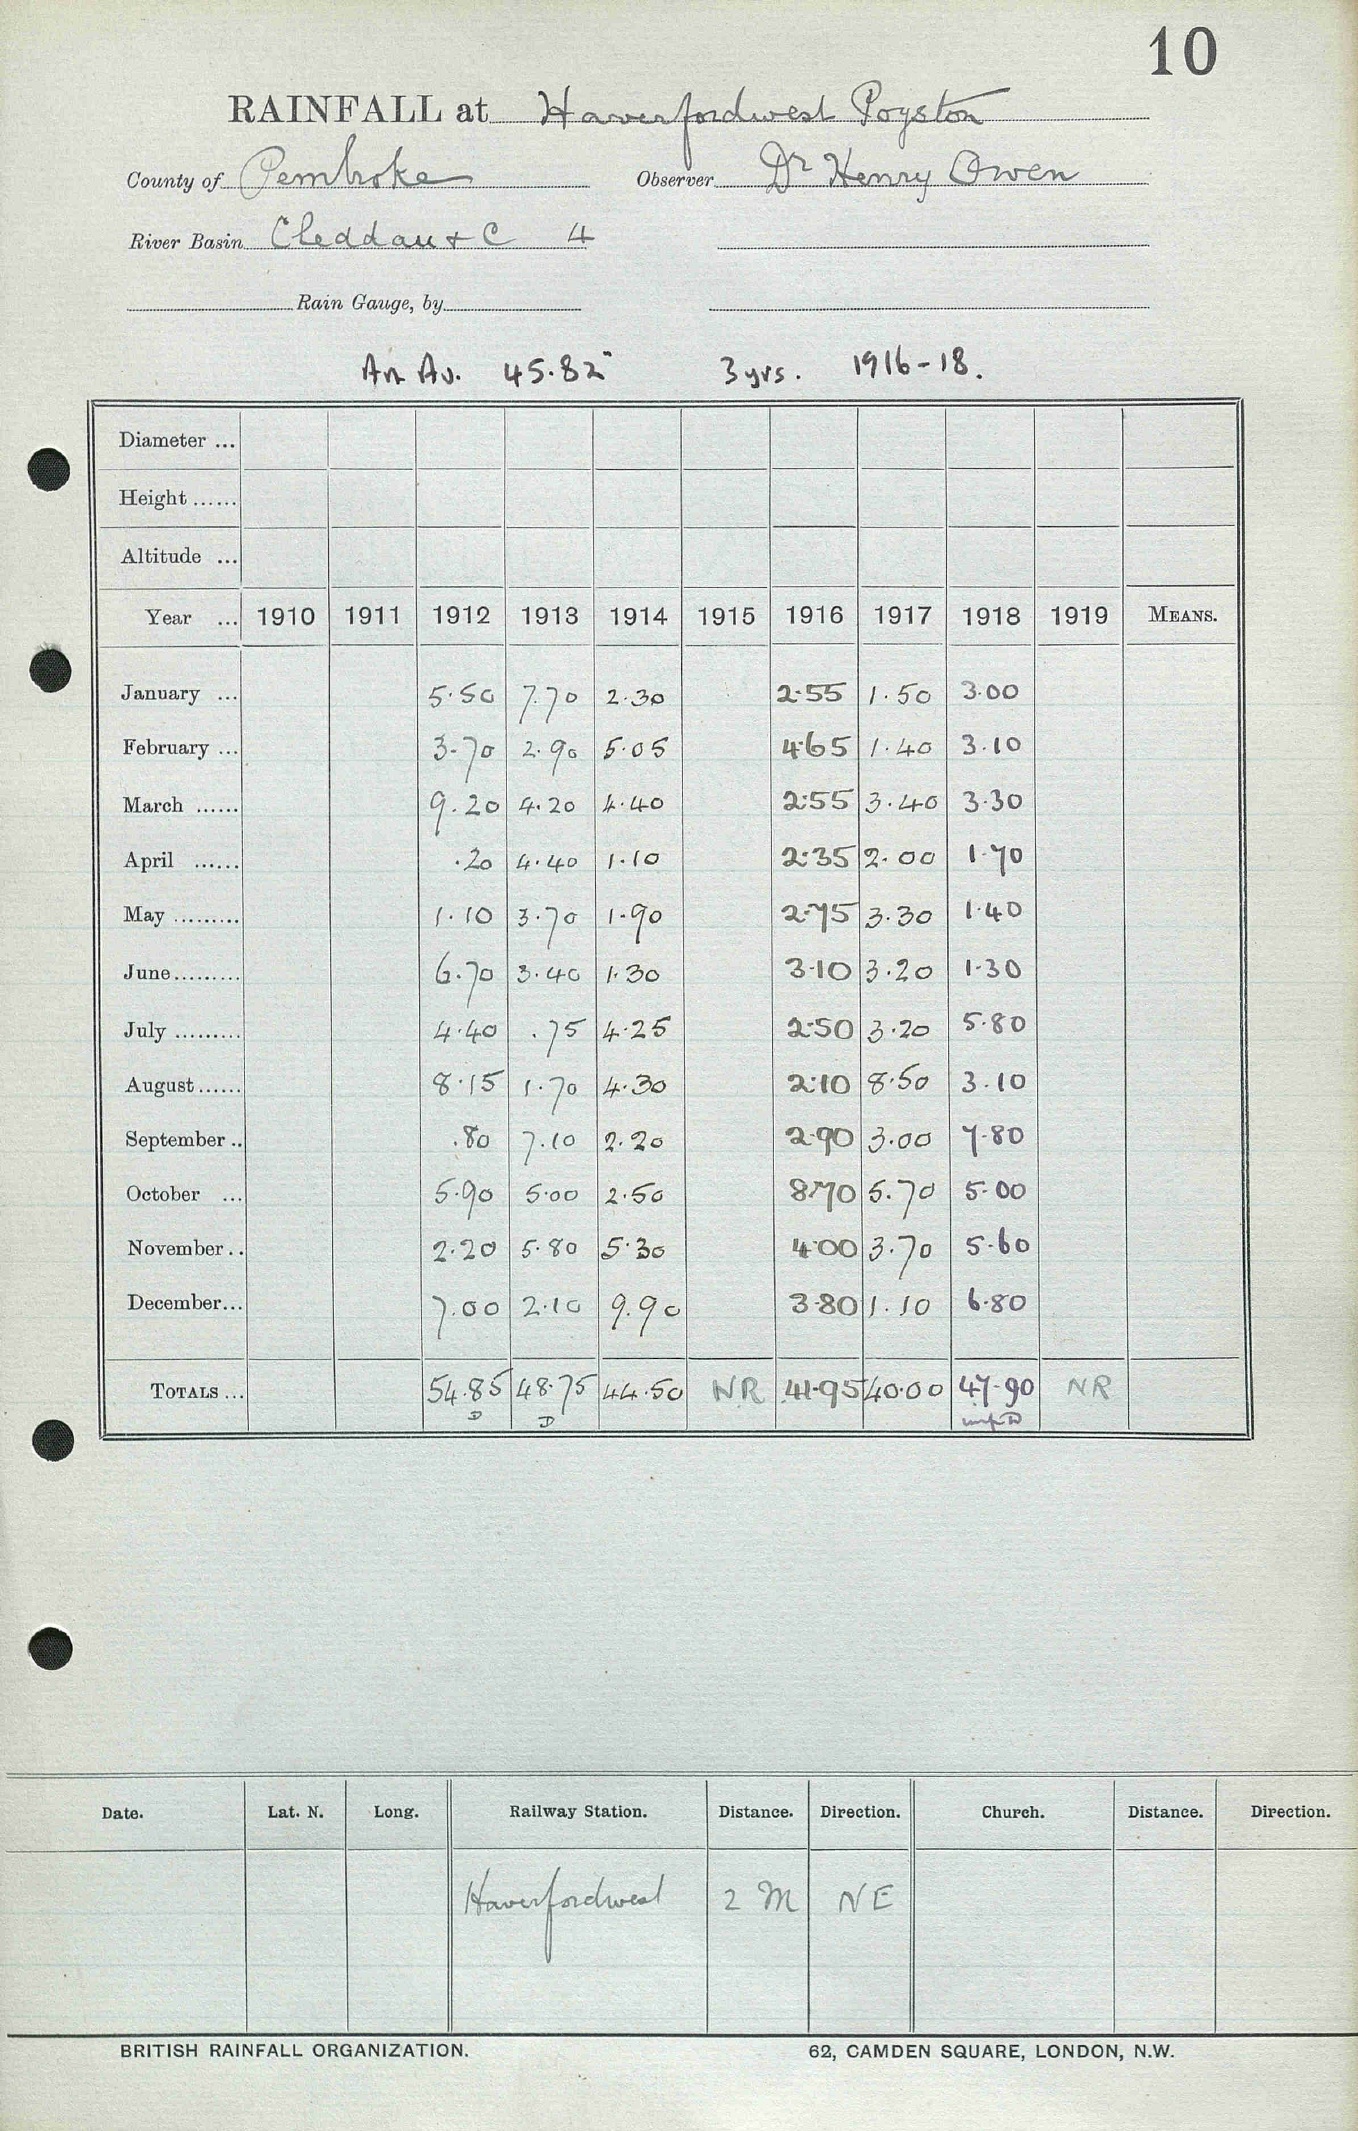 10
RAINFALL at Haverfordwest Poyston
County of Pembroke Observer Dr Henry Owen
River Basin Cleddau & C 4
Rain Gauge, by
An Av. 45.82" 3 yrs. 1916-18.
Diameter ...
Height ......
Altitude ...
Year ... 1910 1911 1912 1913 1914 1915 1916 1917 1918 1919 MEANS.
January ... 5.50 7.70 2.30 2.55 1.50 3.00
February ... 3.70 2.90 5.05 4.65 1.40 3.10
March ...... 9.20 4.20 4.40 2.55 3.40 3.30
April ...... .20 4.40 1.10 2.35 2.00 1.70
May ......... 1.10 3.70 1.90 2.75 3.30 1.40
June......... 6.70 3.40 1.30 3.10 3.20 1.30
July ......... 4.40 .75 4.25 2.50 3.20 5.80
August...... 8.15 1.70 4.30 2.10 8.50 3.10
September .. .80 7.10 2.20 2.90 3.00 7.80
October ... 5.90 5.00 2.50 8.70 5.70 5.00
November .. 2.20 5.80 5.30 4.00 3.70 5.60
December... 7.00 2.10 9.90 3.80 1.10 6.80
TOTALS ... 54.85 48.75 44.50 NR 41.95 40.00 47.90 NR
D D
Date. Lat. N. Long. Railway Station. Distance. Direction. Church. Distance. Direction.
Haverfordwest 2 M NE
BRITISH RAINFALL ORGANIZATION. 62, CAMDEN SQUARE, LONDON, N.W.